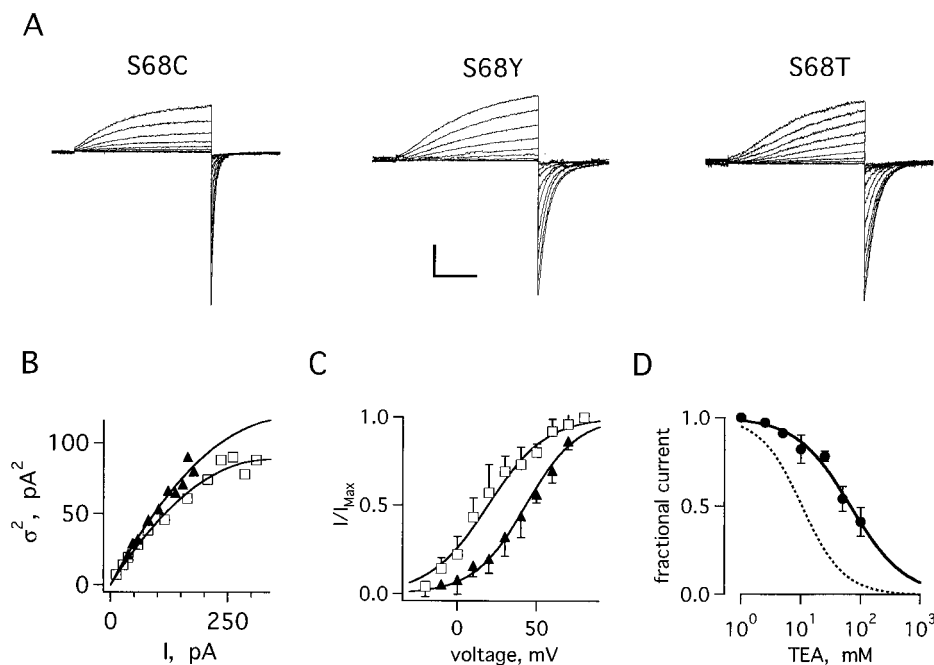 A
S68C
S68Y
S68T
B
σ², pA²
100
50
0
0
250
I, pA
C
I/I_Max
1.0
0.5
0.0
0
50
voltage, mV
D
fractional current
1.0
0.5
0.0
10⁰
10¹
10²
10³
TEA, mM